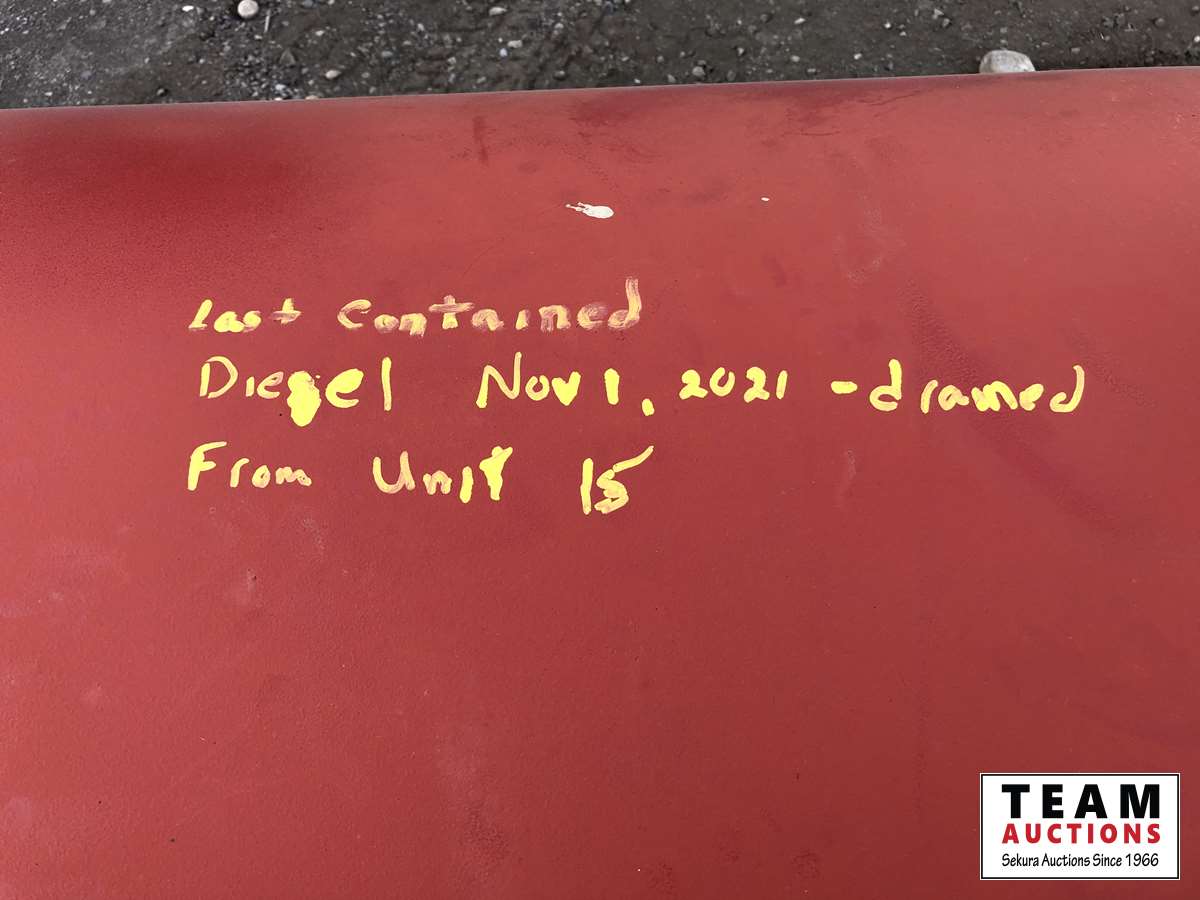 Last Contained
Diesel Nov 1, 2021 - drained
From Unit 15
TEAM
AUCTIONS
Sekura Auctions Since 1966